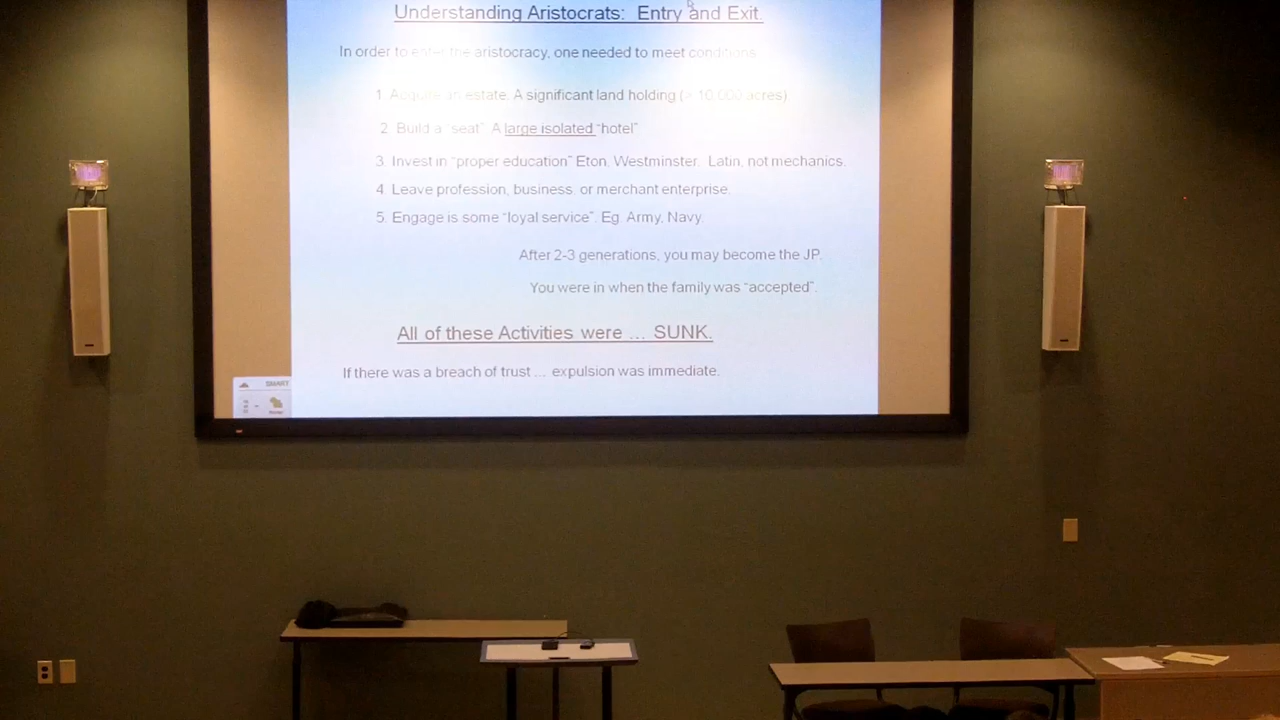 Understanding Aristocrats: Entry and Exit.
In order to enter the aristocracy, one needed to meet conditions
1. Acquire an estate. A significant land holding (> 10,000 acres)
2. Build a "seat". A large isolated "hotel"
3. Invest in "proper education" Eton, Westminster. Latin, not mechanics.
4. Leave profession, business, or merchant enterprise.
5. Engage is some "loyal service". Eg. Army, Navy.
After 2-3 generations, you may become the JP.
You were in when the family was "accepted".
All of these Activities were ... SUNK.
If there was a breach of trust ... expulsion was immediate.
SMART